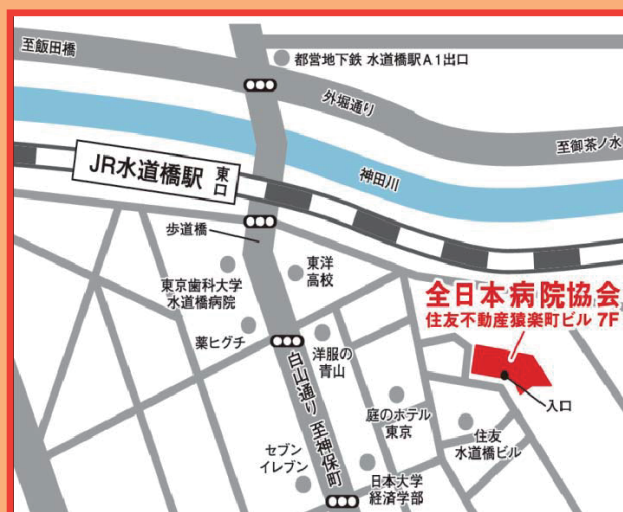 至飯田橋
都営地下鉄 水道橋駅A1出口
外堀通り
至御茶ノ水
神田川
JR水道橋駅
東口
歩道橋
東京歯科大学
水道橋病院
東洋
高校
全日本病院協会
住友不動産猿楽町ビル 7F
薬ヒグチ
洋服の
青山
白山通り 至神保町
入口
庭のホテル
東京
住友
水道橋ビル
セブン
イレブン
日本大学
経済学部